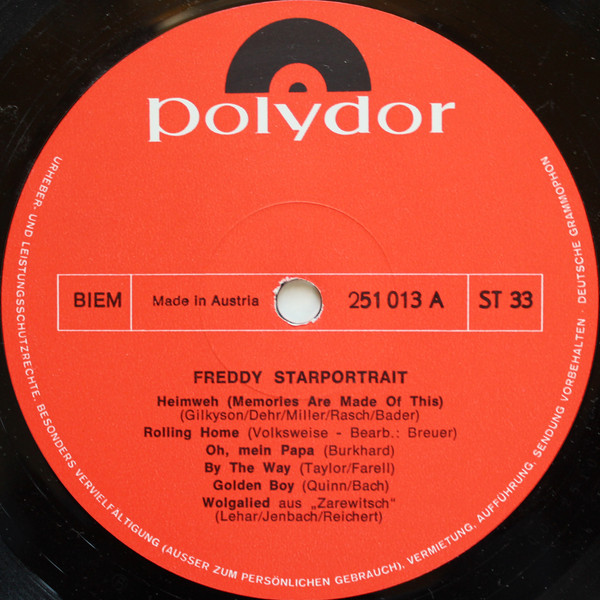 polydor
BIEM
Made in Austria
251 013 A
ST 33
FREDDY STARPORTRAIT
Heimweh (Memories Are Made Of This)
(Gilkyson/Dehr/Miller/Rasch/Bader)
Rolling Home (Volksweise - Bearb.: Breuer)
Oh, mein Papa (Burkhard)
By The Way (Taylor/Farell)
Golden Boy (Quinn/Bach)
Wolgalied aus „Zarewitsch“
(Lehar/Jenbach/Reichert)
URHEBER- UND LEISTUNGSSCHUTZRECHTE, BESONDERS VERVIELFÄLTIGUNG (AUSSER ZUM PERSÖNLICHEN GEBRAUCH), VERMIETUNG, AUFFÜHRUNG, SENDUNG VORBEHALTEN · DEUTSCHE GRAMMOPHON